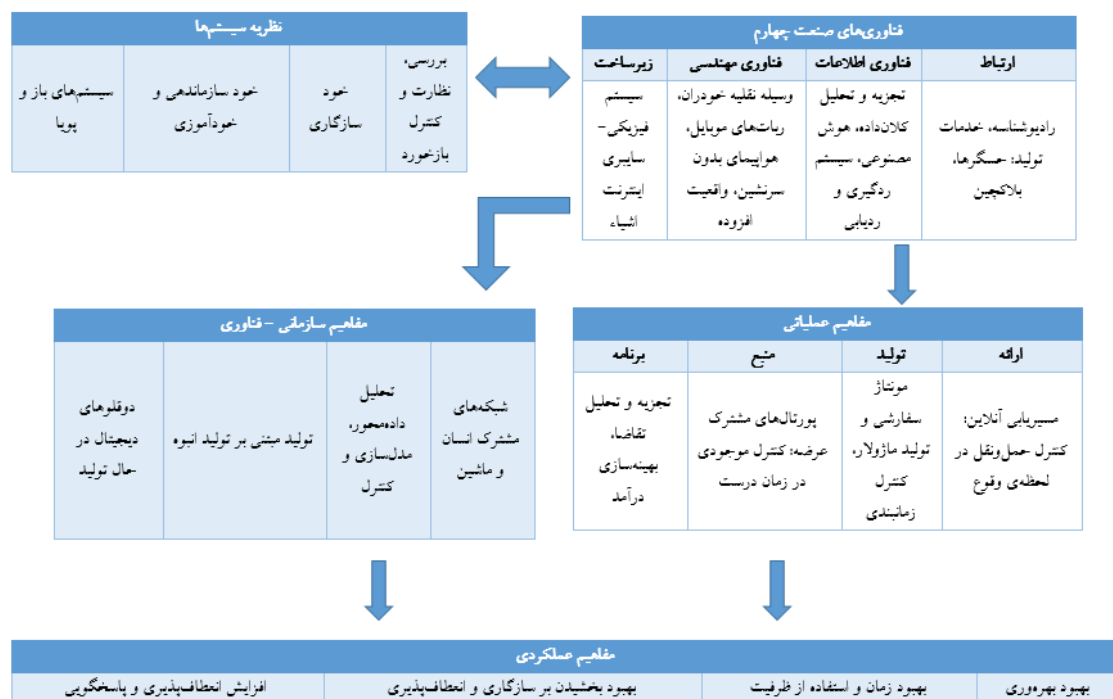 نظریه سیستم‌ها
بررسی،
نظارت و
کنترل
بازخورد
خود
سازگاری
خود سازماندهی و
خودآموزی
سیستم‌های باز و
پویا
فناوری‌های صنعت چهارم
ارتباط
فناوری اطلاعات
فناوری مهندسی
زیرساخت
رادیوشناسه، خدمات
تولید: حسگرها،
بلاکچین
تجزیه و تحلیل
کلان‌داده، هوش
مصنوعی، سیستم
ردگیری و
ردیابی
وسیله نقلیه خودران،
ربات‌های موبایل،
هواپیمای بدون
سرنشین، واقعیت
افزوده
سیستم
فیزیکی-
سایبری
اینترنت
اشیاء
مفاهیم سازمانی – فناوری
شبکه‌های
مشترک انسان
و ماشین
تحلیل
داده‌محور،
مدل‌سازی و
کنترل
تولید مبتنی بر تولید انبوه
دوقلوهای
دیجیتال در
حال تولید
مفاهیم عملیاتی
ارائه
تولید
منبع
برنامه
مسیریابی آنلاین:
کنترل حمل‌ونقل در
لحظه‌ی وقوع
مونتاژ
سفارشی و
تولید ماژولار،
کنترل
زمانبندی
پورتال‌های مشترک
عرضه: کنترل موجودی
در زمان درست
تجزیه و تحلیل
تقاضا،
بهینه‌سازی
درآمد
مفاهیم عملکردی
بهبود بهره‌وری
بهبود زمان و استفاده از ظرفیت
بهبود بخشیدن بر سازگاری و انعطاف‌پذیری
افزایش انعطاف‌پذیری و پاسخگویی